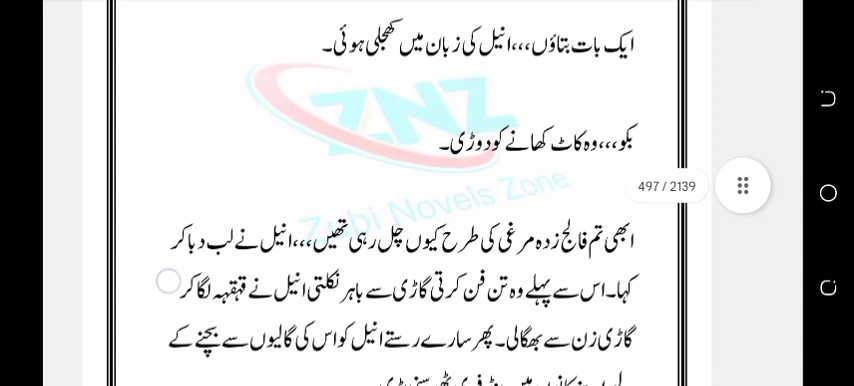 ایک بات بتاؤں،،،انیل کی زبان میں کھجلی ہوئی۔
ZNZ
بکو،،،وہ کاٹ کھانے کو دوڑی۔
497 / 2139
Zubi Novels Zone
ابھی تم فالج زدہ مرغی کی طرح کیوں چل رہی تھیں،،،انیل نے لب دبا کر
کہا۔اس سے پہلے وہ تن فن کرتی گاڑی سے باہر نکلتی انیل نے قہقہہ لگا کر
گاڑی زن سے بھگالی۔پھر سارے رستے انیل کو اس کی گالیوں سے بچنے کے